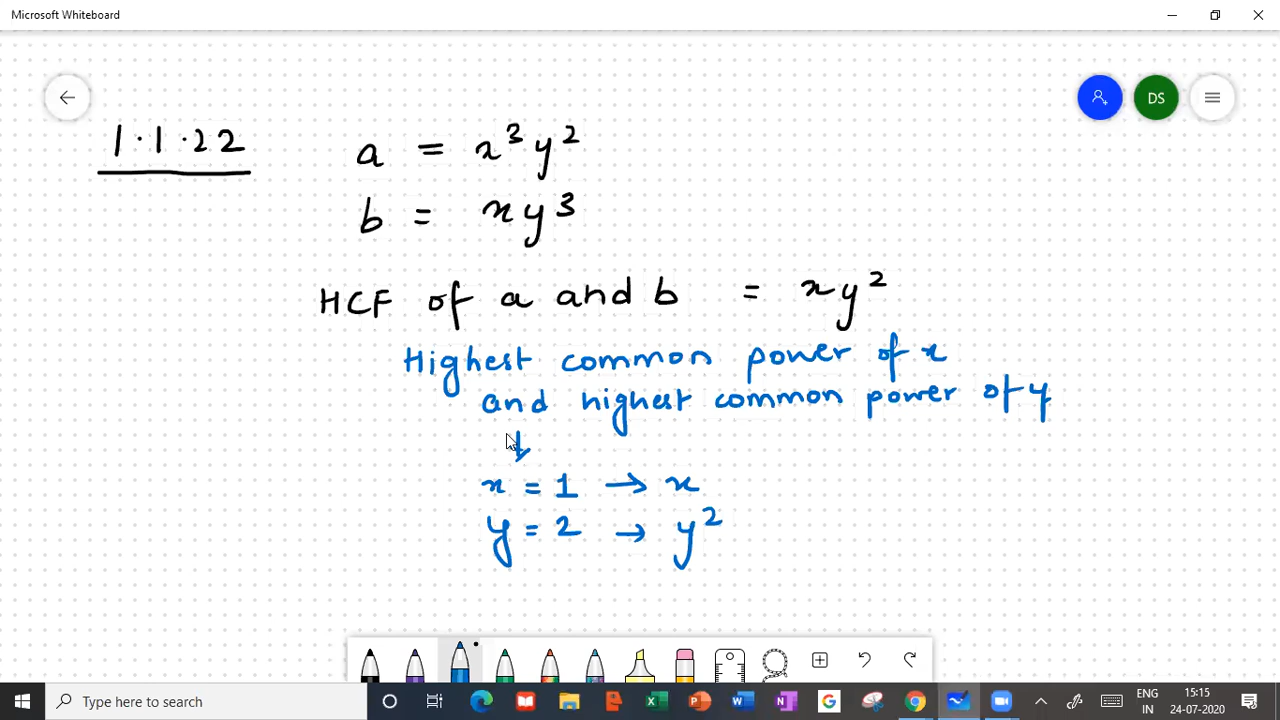 Microsoft Whiteboard
DS
1.1.22
a = x³y²
b = xy³
HCF of a and b = xy²
Highest common power of x
and highest common power of y
x = 1 → x
y = 2 → y²
Type here to search
ENG
IN
15:15
24-07-2020